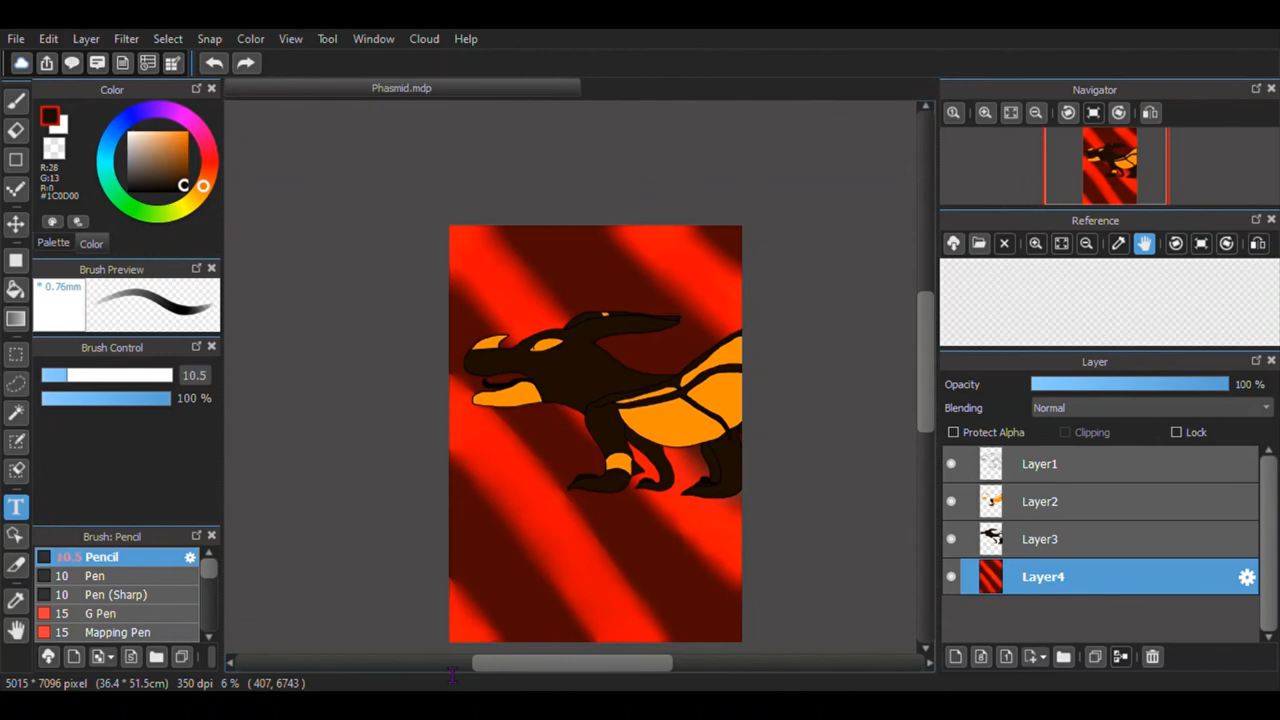 File Edit Layer Filter Select Snap Color View Tool Window Cloud Help
Phasmid.mdp
Color
R:28
G:13
B:0
#1C0D00
Palette Color
Brush Preview
* 0.76mm
Brush Control
10.5
100 %
Brush: Pencil
10.5 Pencil
10 Pen
10 Pen (Sharp)
15 G Pen
15 Mapping Pen
5015 * 7096 pixel (36.4 * 51.5cm) 350 dpi 6 % ( 407, 6743 )
Navigator
Reference
Layer
Opacity 100 %
Blending Normal
Protect Alpha Clipping Lock
Layer1
Layer2
Layer3
Layer4